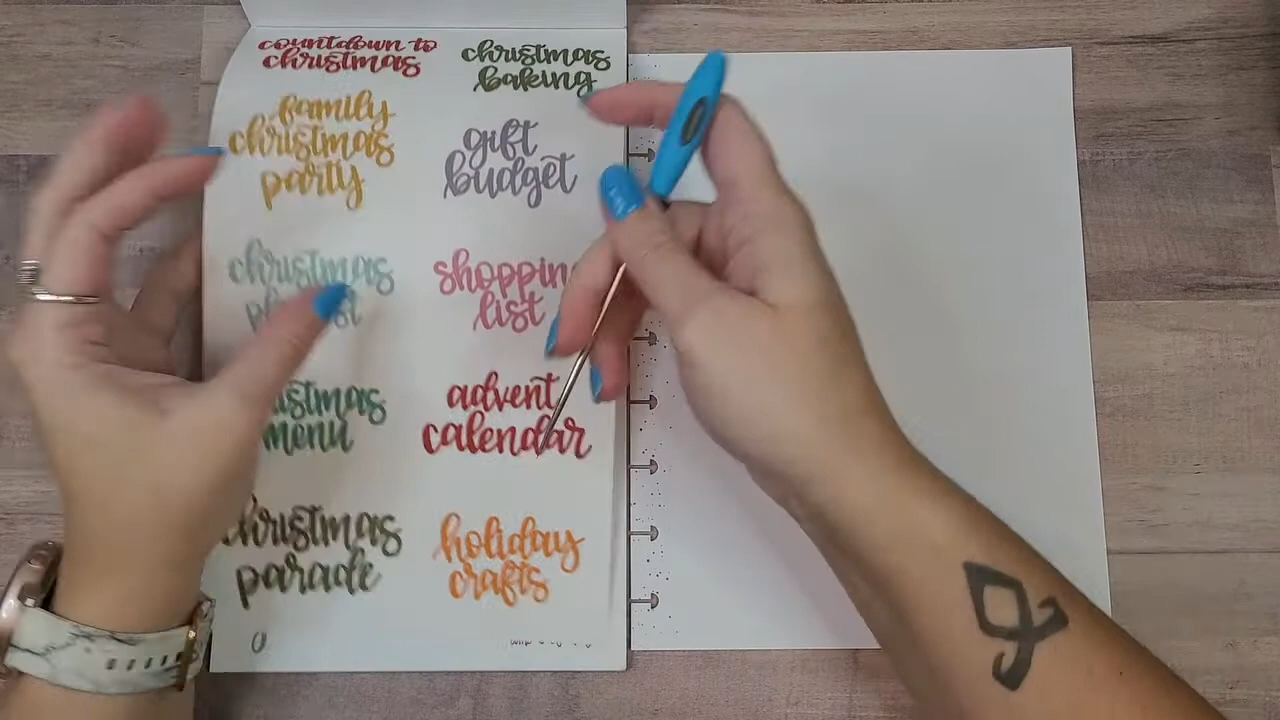 countdown to
christmas
christmas
baking
family
christmas
party
gift
budget
christmas
shopping
list
menu
advent
calendar
christmas
parade
holiday
crafts